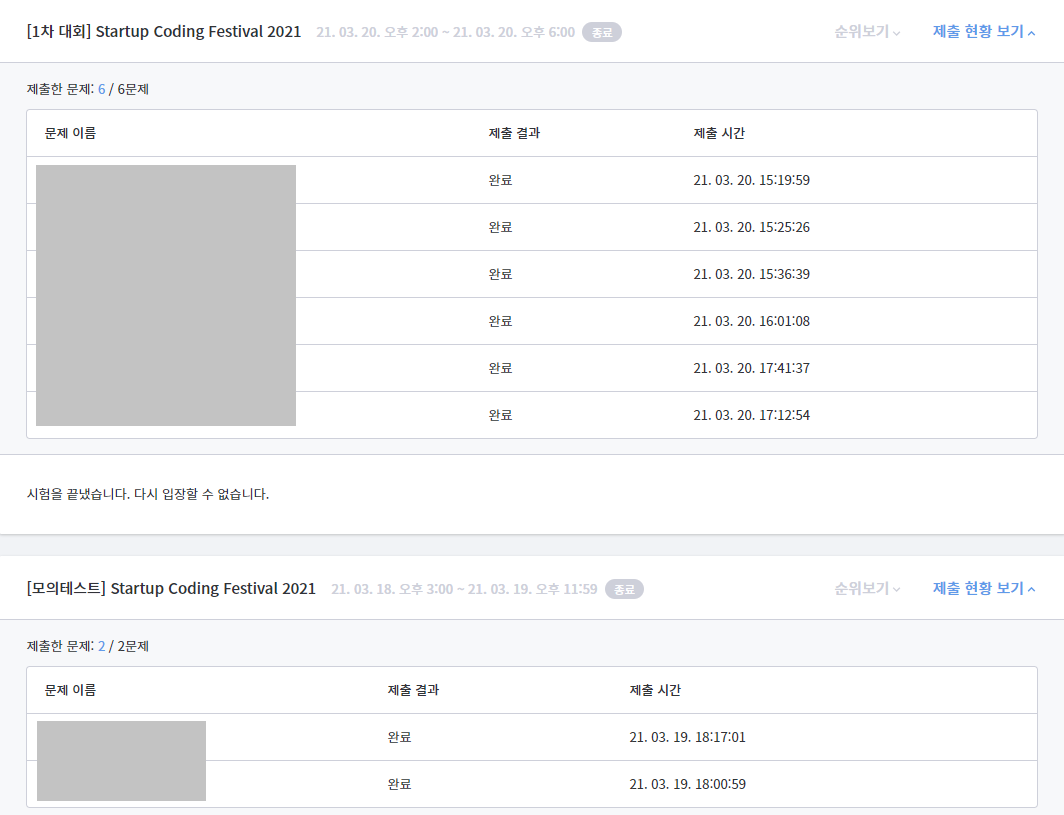 [1차 대회] Startup Coding Festival 2021 21. 03. 20. 오후 2:00 ~ 21. 03. 20. 오후 6:00 종료 순위보기 제출 현황 보기
제출한 문제: 6 / 6문제
문제 이름 제출 결과 제출 시간
완료 21. 03. 20. 15:19:59
완료 21. 03. 20. 15:25:26
완료 21. 03. 20. 15:36:39
완료 21. 03. 20. 16:01:08
완료 21. 03. 20. 17:41:37
완료 21. 03. 20. 17:12:54
시험을 끝냈습니다. 다시 입장할 수 없습니다.
[모의테스트] Startup Coding Festival 2021 21. 03. 18. 오후 3:00 ~ 21. 03. 19. 오후 11:59 종료 순위보기 제출 현황 보기
제출한 문제: 2 / 2문제
문제 이름 제출 결과 제출 시간
완료 21. 03. 19. 18:17:01
완료 21. 03. 19. 18:00:59